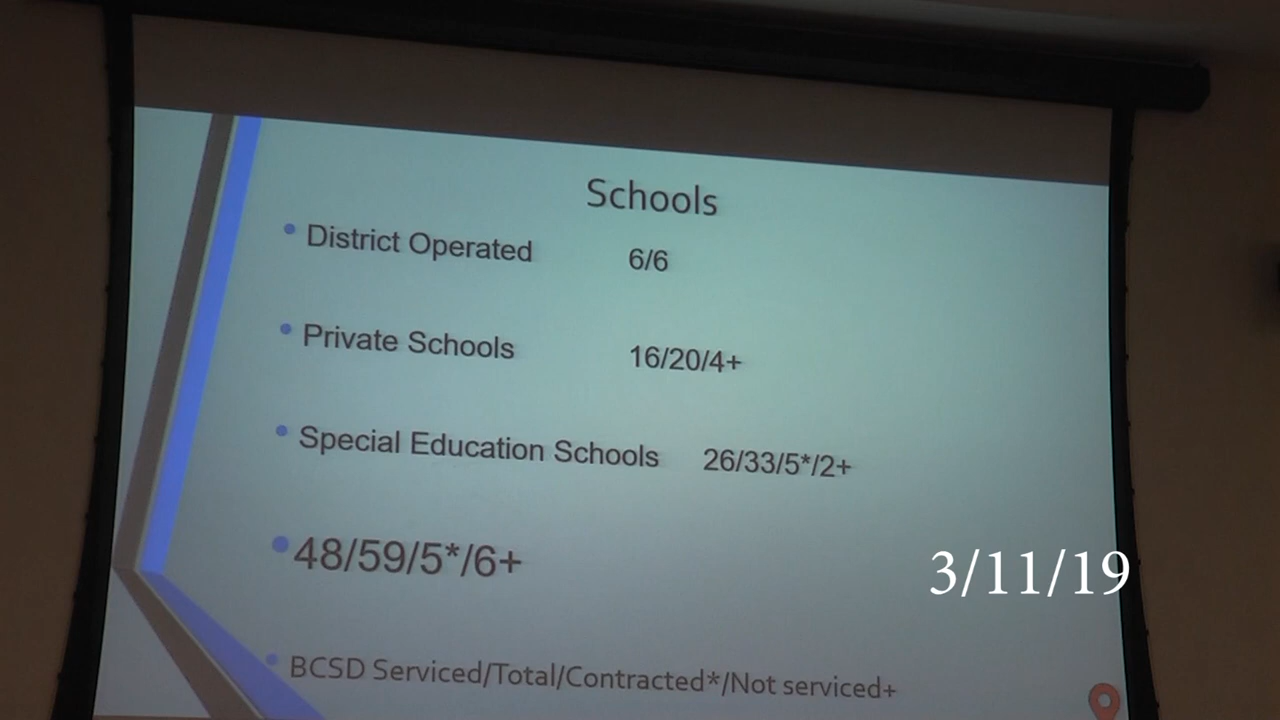 Schools
District Operated 6/6
Private Schools 16/20/4+
Special Education Schools 26/33/5*/2+
48/59/5*/6+
3/11/19
BCSD Serviced/Total/Contracted*/Not serviced+